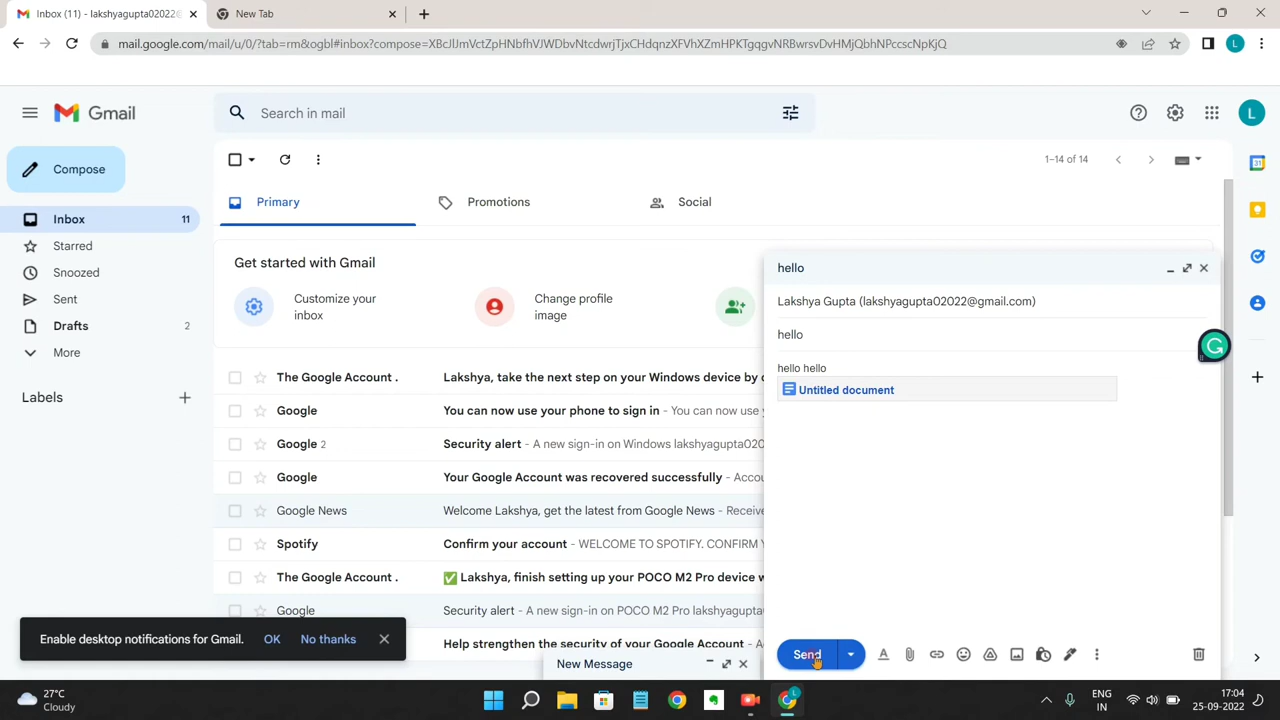 Inbox (11) - lakshyagupta02022@
New Tab
mail.google.com/mail/u/0/?tab=rm&ogbl#inbox?compose=XBcJlJmVctZpHNbfhVJWDbvNtcdwrjTjxCHdqnzXFVhXZmHPKTgqgvNRBwrsvDvHMjQbhNPccscNpKjQ
L
Gmail
Search in mail
L
Compose
1–14 of 14
Primary
Promotions
Social
Inbox 11
Starred
Snoozed
Sent
Drafts 2
More
Labels
Get started with Gmail
Customize your
inbox
Change profile
image
The Google Account . Lakshya, take the next step on your Windows device by c
Google You can now use your phone to sign in - You can now use y
Google 2 Security alert - A new sign-in on Windows lakshyagupta020
Google Your Google Account was recovered successfully - Accou
Google News Welcome Lakshya, get the latest from Google News - Receive
Spotify Confirm your account - WELCOME TO SPOTIFY. CONFIRM Y
The Google Account . ✅ Lakshya, finish setting up your POCO M2 Pro device w
Google Security alert - A new sign-in on POCO M2 Pro lakshyagupta
Help strengthen the security of your Google Account
hello
Lakshya Gupta (lakshyagupta02022@gmail.com)
hello
hello hello
Untitled document
Send
New Message
Enable desktop notifications for Gmail. OK No thanks
27°C
Cloudy
L
ENG
IN
17:04
25-09-2022